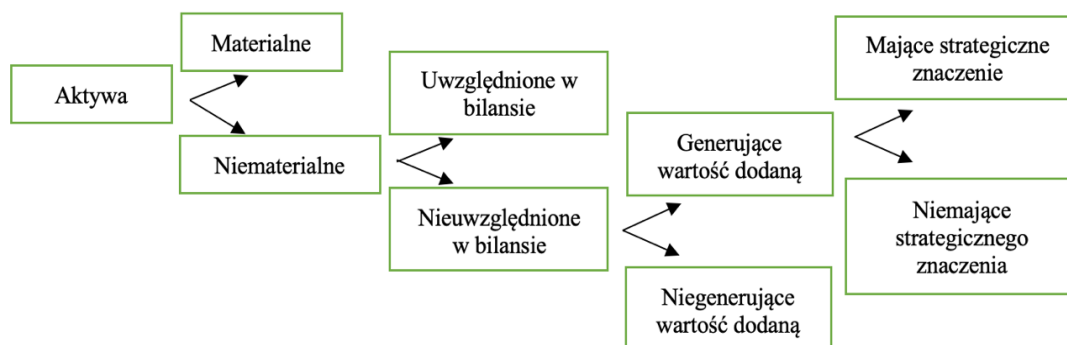 Aktywa
Materialne
Niematerialne
Uwzględnione w
bilansie
Nieuwzględnione
w bilansie
Generujące
wartość dodaną
Niegenerujące
wartość dodaną
Mające strategiczne
znaczenie
Niemające
strategicznego
znaczenia